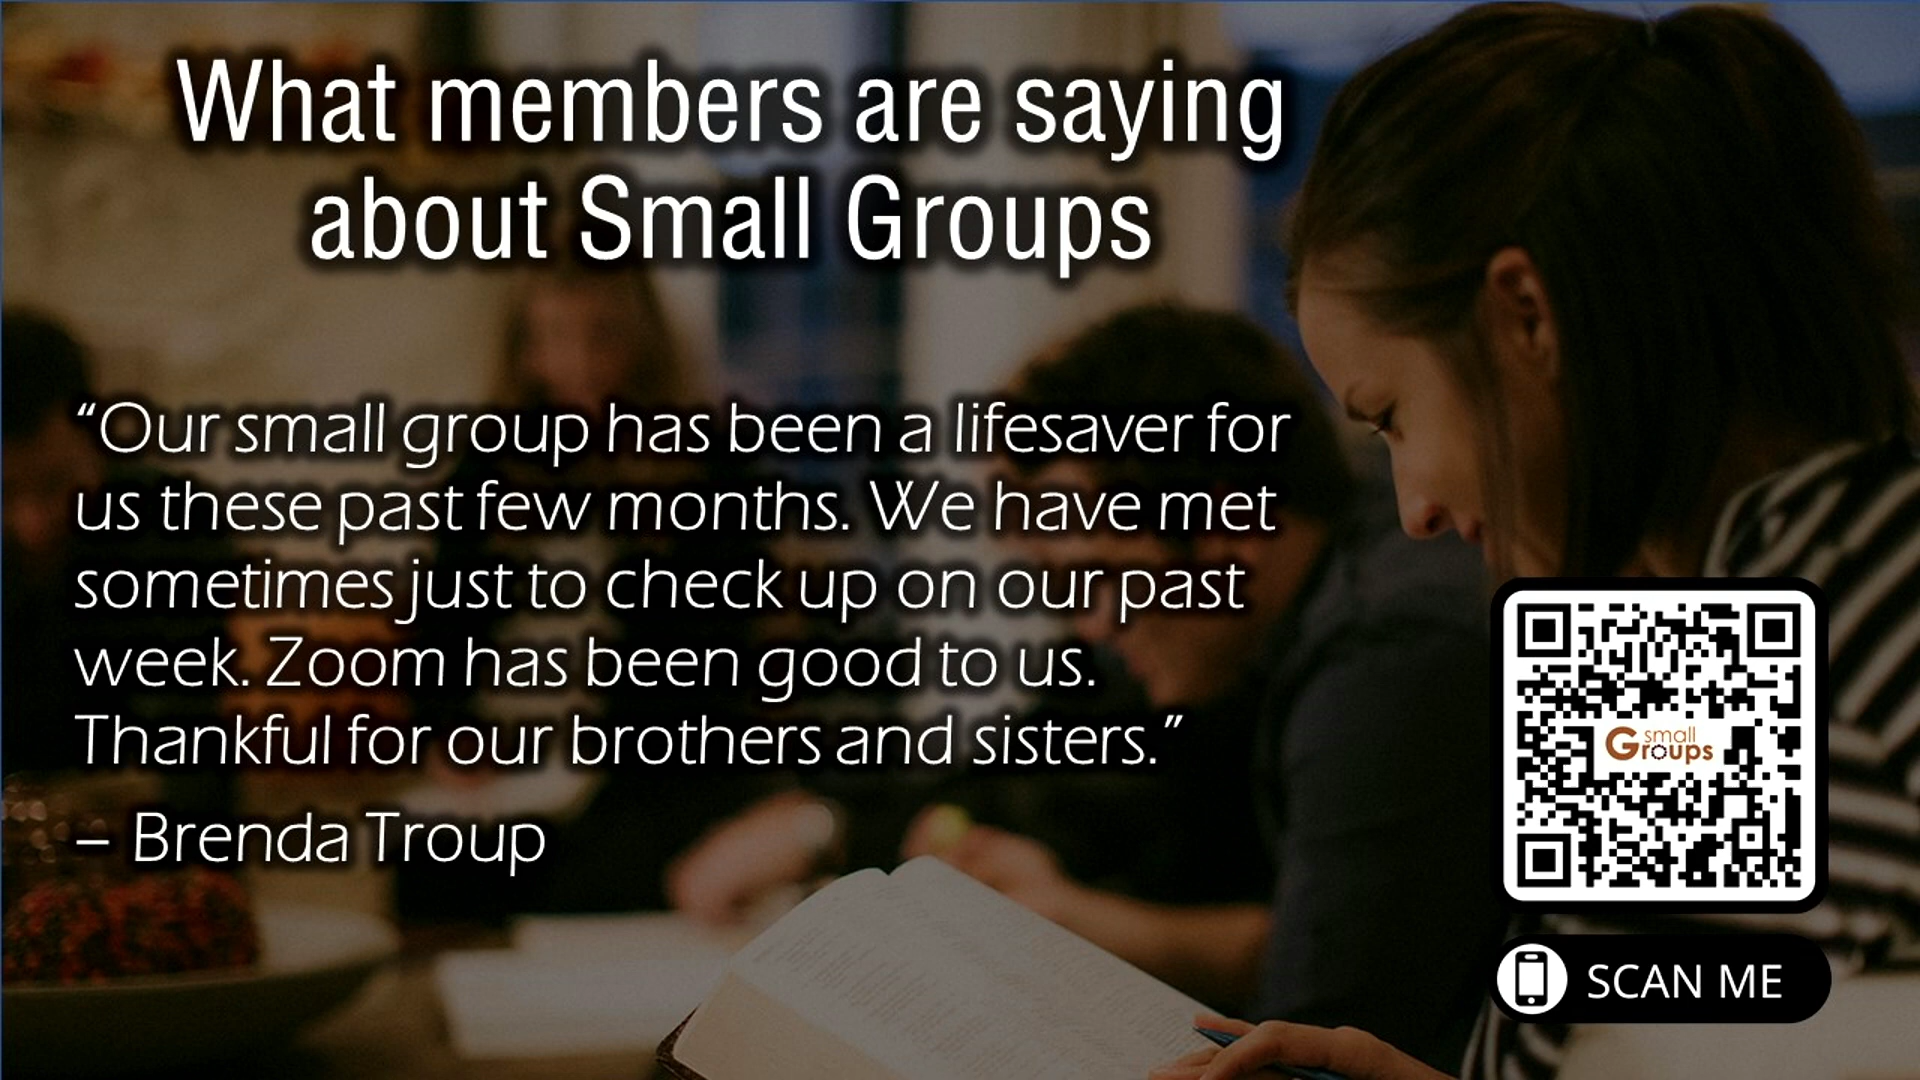 What members are saying
about Small Groups
“Our small group has been a lifesaver for
us these past few months. We have met
sometimes just to check up on our past
week. Zoom has been good to us.
Thankful for our brothers and sisters.”
– Brenda Troup
small
Groups
SCAN ME